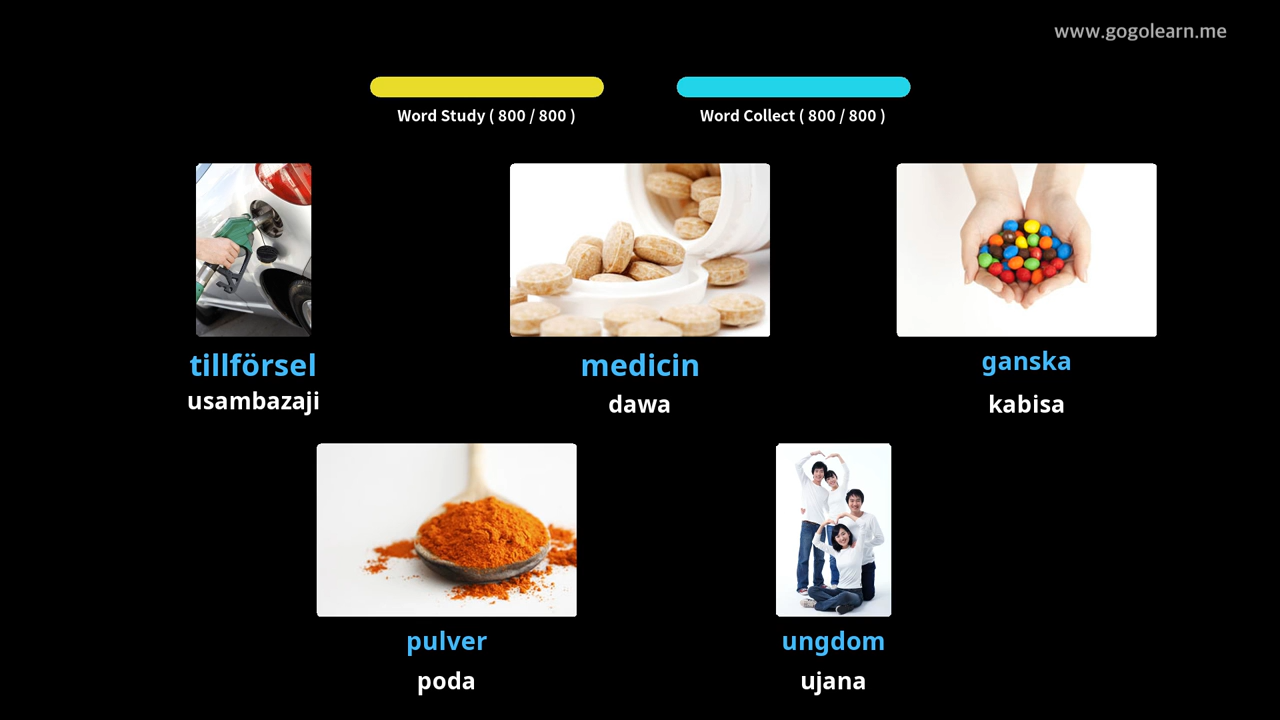 www.gogolearn.me
Word Study ( 800 / 800 )
Word Collect ( 800 / 800 )
tillförsel
usambazaji
medicin
dawa
ganska
kabisa
pulver
poda
ungdom
ujana